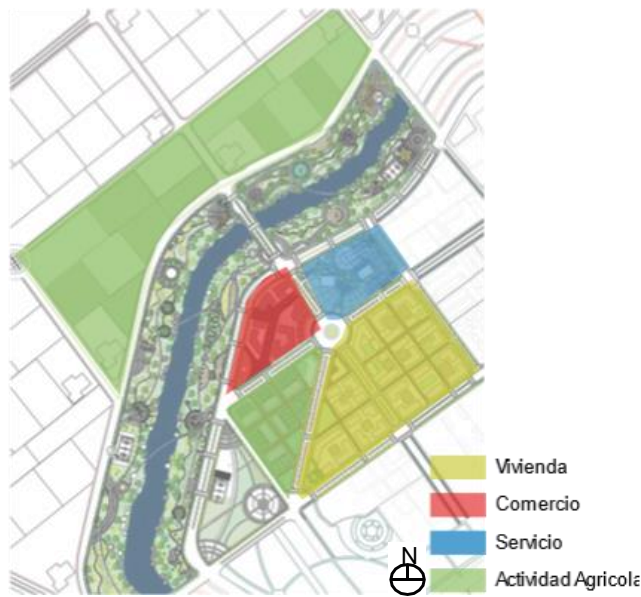 Vivienda
Comercio
Servicio
N
Actividad Agricola